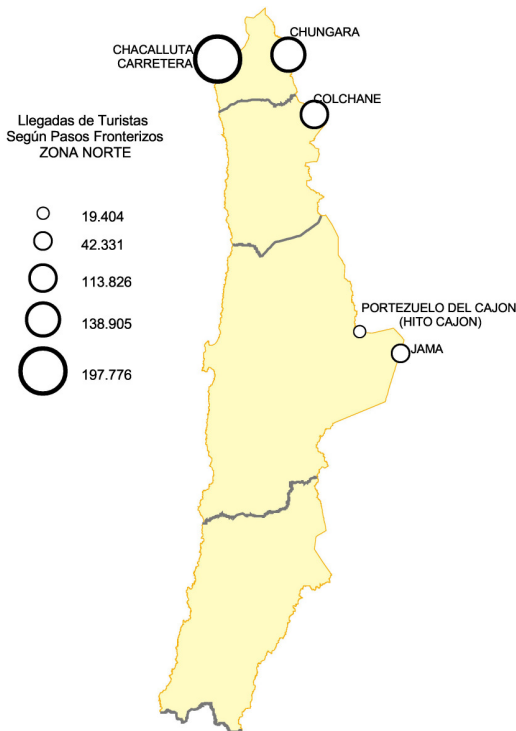 CHACALLUTA
CARRETERA
CHUNGARA
COLCHANE
Llegadas de Turistas
Según Pasos Fronterizos
ZONA NORTE
19.404
42.331
113.826
138.905
197.776
PORTEZUELO DEL CAJON
(HITO CAJON)
JAMA